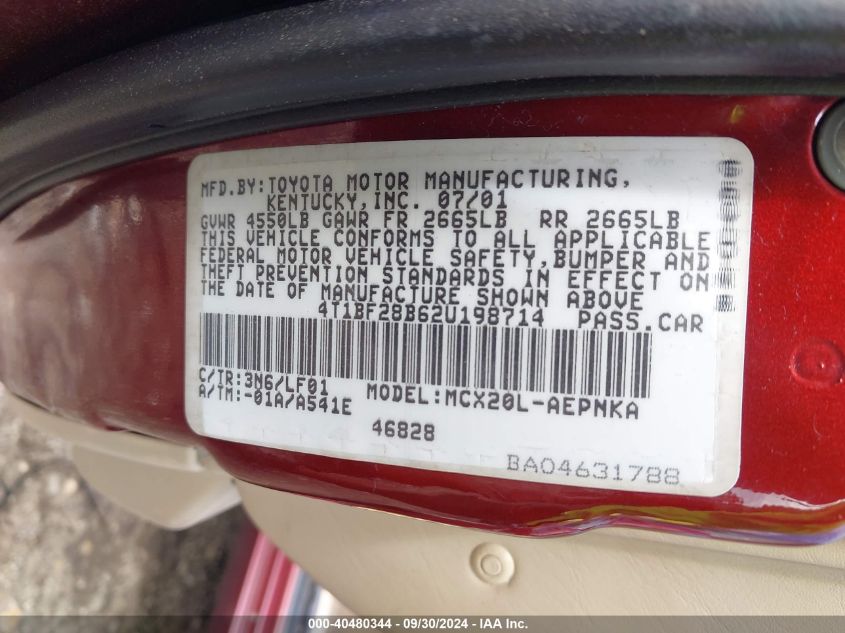 MFD.BY:TOYOTA MOTOR MANUFACTURING,
KENTUCKY,INC. 07/01
GVWR 4550LB GAWR FR 2665LB RR 2665LB
THIS VEHICLE CONFORMS TO ALL APPLICABLE
FEDERAL MOTOR VEHICLE SAFETY,BUMPER AND
THEFT PREVENTION STANDARDS IN EFFECT ON
THE DATE OF MANUFACTURE SHOWN ABOVE
4T1BF28B62U198714 PASS.CAR
C/TR:3N6/LF01 MODEL:MCX20L-AEPNKA
A/TM:-01A/A541E
46828
BA04631788
000-40480344 - 09/30/2024 - IAA Inc.